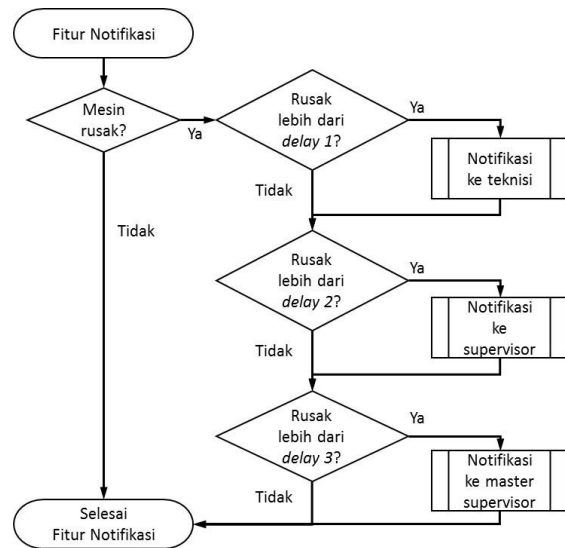 Fitur Notifikasi
Mesin
rusak?
Ya
Tidak
Rusak
lebih dari
delay 1?
Ya
Tidak
Notifikasi
ke teknisi
Rusak
lebih dari
delay 2?
Ya
Tidak
Notifikasi
ke
supervisor
Rusak
lebih dari
delay 3?
Ya
Tidak
Notifikasi
ke master
supervisor
Selesai
Fitur Notifikasi